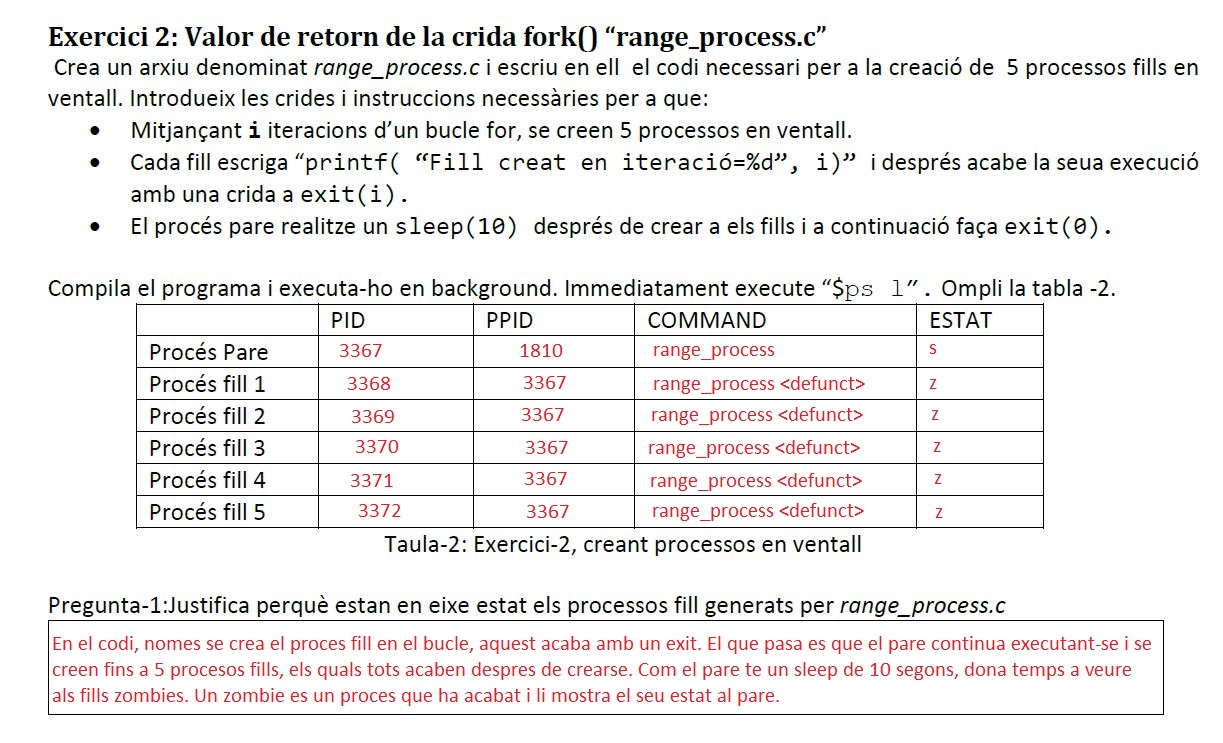 Exercici 2: Valor de retorn de la crida fork() “range_process.c”
Crea un arxiu denominat range_process.c i escriu en ell el codi necessari per a la creació de 5 processos fills en
ventall. Introdueix les crides i instruccions necessàries per a que:
• Mitjançant i iteracions d’un bucle for, se creen 5 processos en ventall.
• Cada fill escriga “printf( “Fill creat en iteració=%d”, i)” i després acabe la seua execució
amb una crida a exit(i).
• El procés pare realitze un sleep(10) després de crear a els fills i a continuació faça exit(0).
Compila el programa i executa-ho en background. Immediatament execute “$ps l”. Ompli la tabla -2.
PID PPID COMMAND ESTAT
Procés Pare 3367 1810 range_process s
Procés fill 1 3368 3367 range_process <defunct> z
Procés fill 2 3369 3367 range_process <defunct> z
Procés fill 3 3370 3367 range_process <defunct> z
Procés fill 4 3371 3367 range_process <defunct> z
Procés fill 5 3372 3367 range_process <defunct> z
Taula-2: Exercici-2, creant processos en ventall
Pregunta-1:Justifica perquè estan en eixe estat els processos fill generats per range_process.c
En el codi, nomes se crea el proces fill en el bucle, aquest acaba amb un exit. El que pasa es que el pare continua executant-se i se
creen fins a 5 procesos fills, els quals tots acaben despres de crearse. Com el pare te un sleep de 10 segons, dona temps a veure
als fills zombies. Un zombie es un proces que ha acabat i li mostra el seu estat al pare.